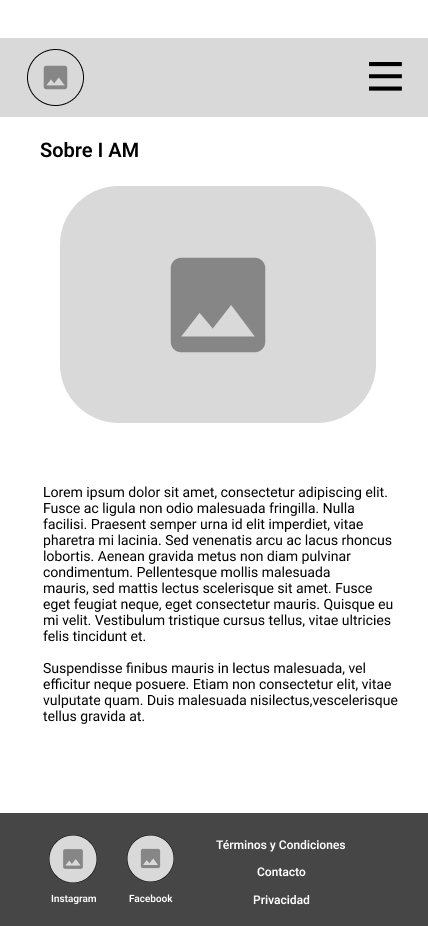 Sobre I AM
Lorem ipsum dolor sit amet, consectetur adipiscing elit.
Fusce ac ligula non odio malesuada fringilla. Nulla
facilisi. Praesent semper urna id elit imperdiet, vitae
pharetra mi lacinia. Sed venenatis arcu ac lacus rhoncus
lobortis. Aenean gravida metus non diam pulvinar
condimentum. Pellentesque mollis malesuada
mauris, sed mattis lectus scelerisque sit amet. Fusce
eget feugiat neque, eget consectetur mauris. Quisque eu
mi velit. Vestibulum tristique cursus tellus, vitae ultricies
felis tincidunt et.
Suspendisse finibus mauris in lectus malesuada, vel
efficitur neque posuere. Etiam non consectetur elit, vitae
vulputate quam. Duis malesuada nisilectus,vescelerisque
tellus gravida at.
Instagram
Facebook
Términos y Condiciones
Contacto
Privacidad